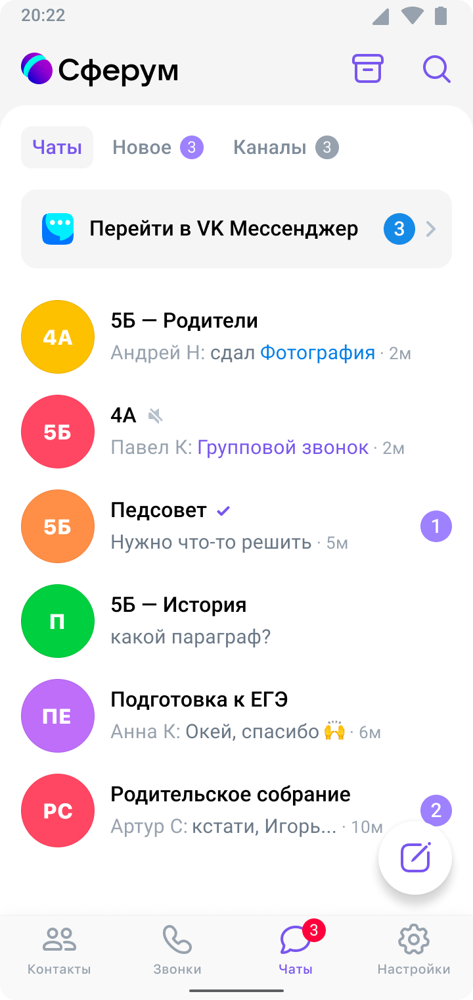 20:22
Сферум
Чаты Новое 3 Каналы 3
Перейти в VK Мессенджер 3
4А
5Б — Родители
Андрей Н: сдал Фотография · 2м
5Б
4А
Павел К: Групповой звонок · 2м
5Б
Педсовет
Нужно что-то решить · 5м
1
П
5Б — История
какой параграф?
ПЕ
Подготовка к ЕГЭ
Анна К: Окей, спасибо 🙌 · 6м
РС
Родительское собрание
Артур С: кстати, Игорь... · 10м
2
3
Контакты Звонки Чаты Настройки